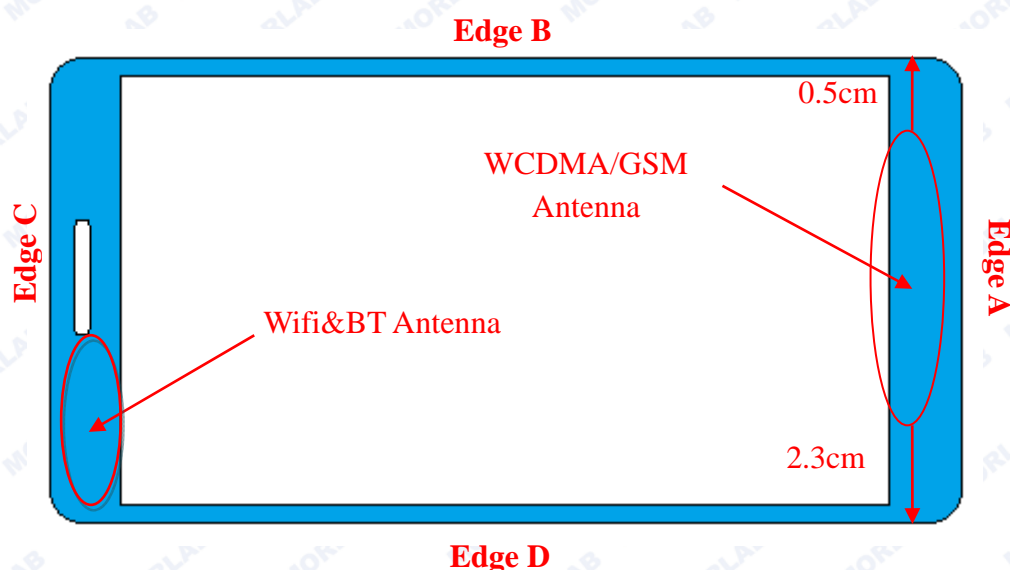 Edge B
0.5cm
WCDMA/GSM
Antenna
Edge C
Edge A
Wifi&BT Antenna
2.3cm
Edge D